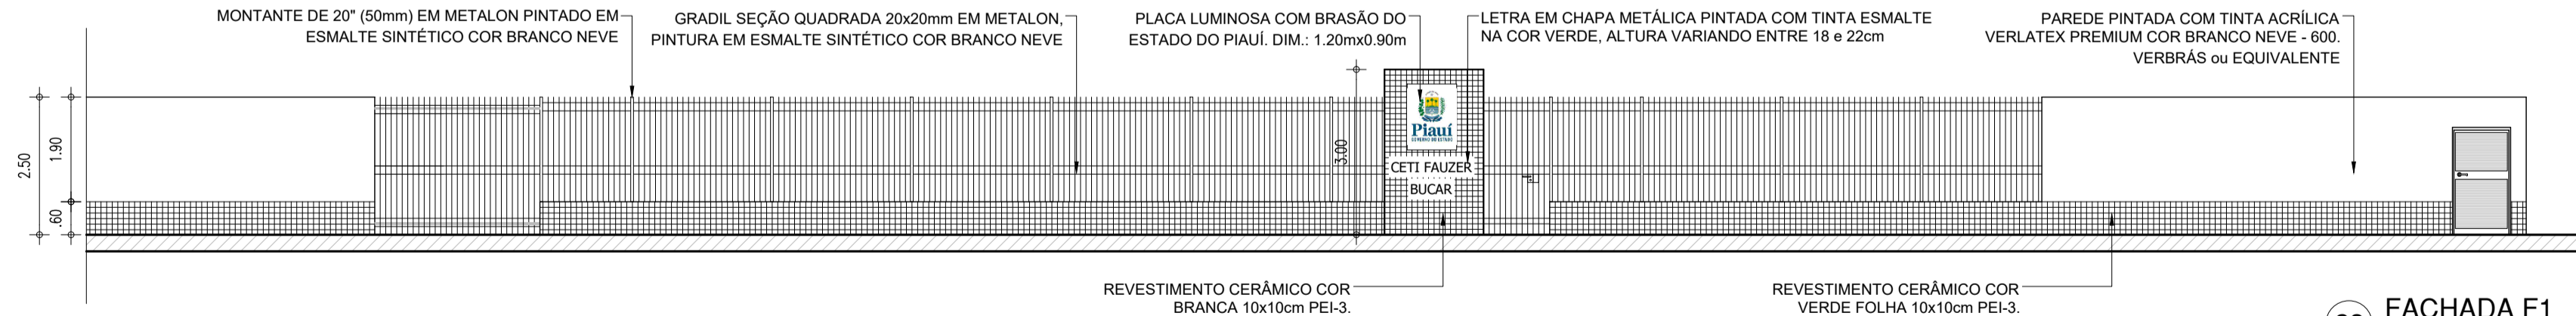 MONTANTE DE 20" (50mm) EM METALON PINTADO EM
ESMALTE SINTÉTICO COR BRANCO NEVE
GRADIL SEÇÃO QUADRADA 20x20mm EM METALON,
PINTURA EM ESMALTE SINTÉTICO COR BRANCO NEVE
PLACA LUMINOSA COM BRASÃO DO
ESTADO DO PIAUÍ. DIM.: 1.20mx0.90m
LETRA EM CHAPA METÁLICA PINTADA COM TINTA ESMALTE
NA COR VERDE, ALTURA VARIANDO ENTRE 18 e 22cm
PAREDE PINTADA COM TINTA ACRÍLICA
VERLATEX PREMIUM COR BRANCO NEVE - 600.
VERBRÁS ou EQUIVALENTE
2.50
1.90
.60
3.00
Piauí
GOVERNO DO ESTADO
CETI FAUZER
BUCAR
REVESTIMENTO CERÂMICO COR
BRANCA 10x10cm PEI-3.
REVESTIMENTO CERÂMICO COR
VERDE FOLHA 10x10cm PEI-3.
FACHADA F1